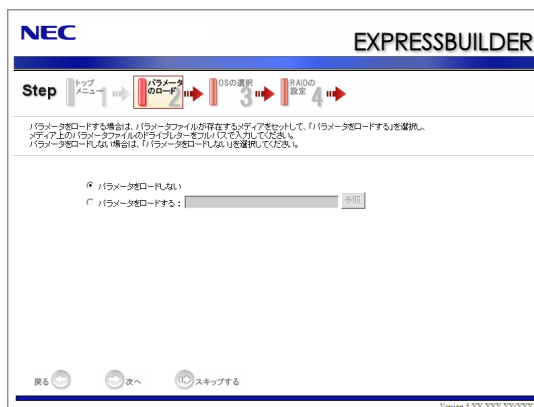 NEC
EXPRESSBUILDER
Step トップメニュー 1 パラメータのロード 2 OSの選択 3 RAIDの設定 4
パラメータをロードする場合は、パラメータファイルが存在するメディアをセットして、「パラメータをロードする」を選択し、
メディア上のパラメータファイルのドライブレターをフルパスで入力してください。
パラメータをロードしない場合は、「パラメータをロードしない」を選択してください。
パラメータをロードしない
パラメータをロードする： 参照
戻る 次へ スキップする